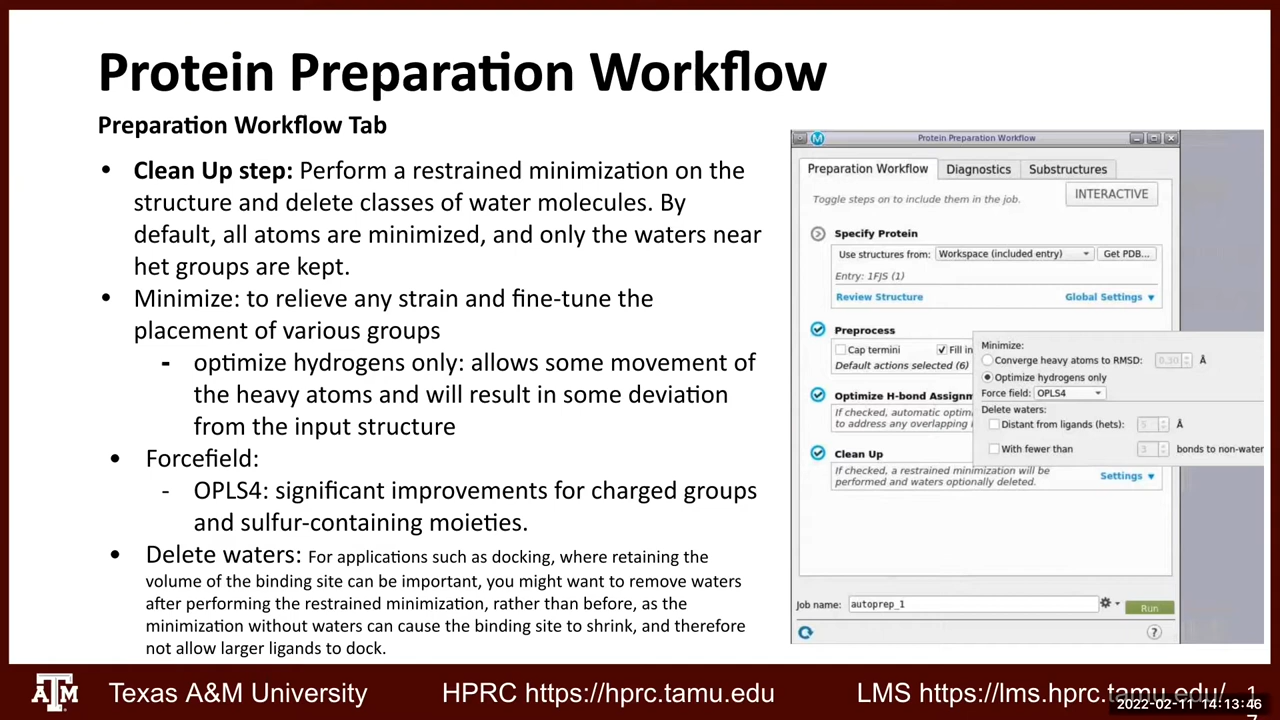 Protein Preparation Workflow
Preparation Workflow Tab
• Clean Up step: Perform a restrained minimization on the
structure and delete classes of water molecules. By
default, all atoms are minimized, and only the waters near
het groups are kept.
• Minimize: to relieve any strain and fine-tune the
placement of various groups
- optimize hydrogens only: allows some movement of
the heavy atoms and will result in some deviation
from the input structure
• Forcefield:
- OPLS4: significant improvements for charged groups
and sulfur-containing moieties.
• Delete waters: For applications such as docking, where retaining the
volume of the binding site can be important, you might want to remove waters
after performing the restrained minimization, rather than before, as the
minimization without waters can cause the binding site to shrink, and therefore
not allow larger ligands to dock.
Protein Preparation Workflow
Preparation Workflow Diagnostics Substructures
Toggle steps on to include them in the job.
INTERACTIVE
Specify Protein
Use structures from: Workspace (included entry) Get PDB...
Entry: 1FJS (1)
Review Structure Global Settings
Preprocess
Cap termini Fill in
Default actions selected (6)
Optimize H-bond Assignm
If checked, automatic optim
to address any overlapping
Clean Up
If checked, a restrained minimization will be
performed and waters optionally deleted.
Settings
Minimize:
Converge heavy atoms to RMSD: 0.30 Å
Optimize hydrogens only
Force field: OPLS4
Delete waters:
Distant from ligands (hets): 5 Å
With fewer than 3 bonds to non-water
Job name: autoprep_1 Run
?
ATM Texas A&M University HPRC https://hprc.tamu.edu LMS https://lms.hprc.tamu.edu/ 1
2022-02-11 14:13:46